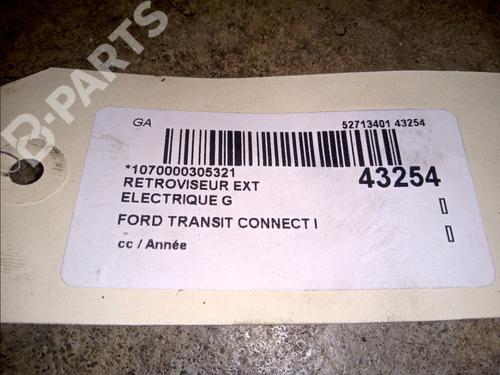 B-PARTS
GA 52713401 43254
*1070000305321
RETROVISEUR EXT 43254
ELECTRIQUE G
FORD TRANSIT CONNECT I
cc / Année